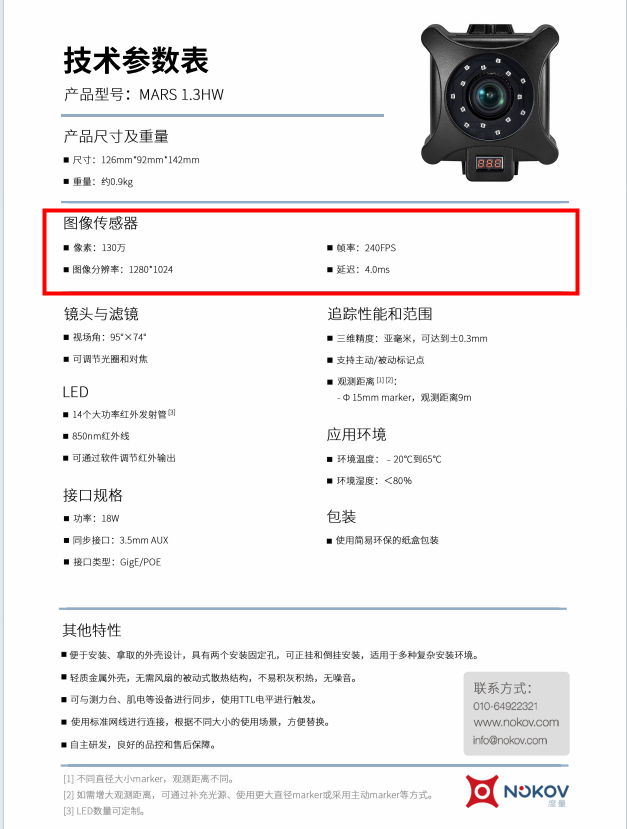 技术参数表
产品型号：MARS 1.3HW
产品尺寸及重量
■ 尺寸：126mm*92mm*142mm
■ 重量：约0.9kg
图像传感器
■ 像素：130万
■ 帧率：240FPS
■ 图像分辨率：1280*1024
■ 延迟：4.0ms
镜头与滤镜
■ 视场角：95°×74°
■ 可调节光圈和对焦
LED
■ 14个大功率红外发射管[3]
■ 850nm红外线
■ 可通过软件调节红外输出
接口规格
■ 功率：18W
■ 同步接口：3.5mm AUX
■ 接口类型：GigE/POE
追踪性能和范围
■ 三维精度：亚毫米，可达到±0.3mm
■ 支持主动/被动标记点
■ 观测距离[1][2]：
- Φ 15mm marker，观测距离9m
应用环境
■ 环境温度：﹣20℃到65℃
■ 环境湿度：＜80%
包装
■ 使用简易环保的纸盒包装
其他特性
■ 便于安装、拿取的外壳设计，具有两个安装固定孔，可正挂和倒挂安装，适用于多种复杂安装环境。
■ 轻质金属外壳，无需风扇的被动式散热结构，不易积灰积热，无噪音。
■ 可与测力台、肌电等设备进行同步，使用TTL电平进行触发。
■ 使用标准网线进行连接，根据不同大小的使用场景，方便替换。
■ 自主研发，良好的品控和售后保障。
联系方式：
010-64922321
www.nokov.com
info@nokov.com
[1] 不同直径大小marker，观测距离不同。
[2] 如需增大观测距离，可通过补充光源、使用更大直径marker或采用主动marker等方式。
[3] LED数量可定制。
NOKOV
度量